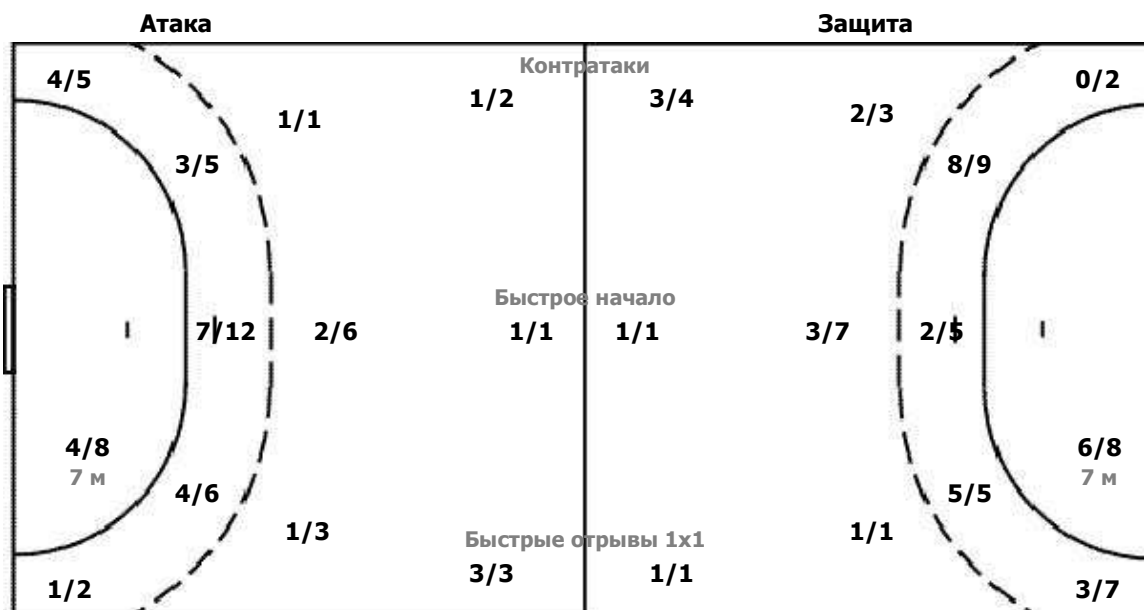 Атака Защита
Контратаки
4/5 1/2 3/4 0/2
1/1 2/3
3/5 8/9
Быстрое начало
7/12 2/6 1/1 1/1 3/7 2/5
4/8 6/8
7 м 7 м
4/6 5/5
1/3 Быстрые отрывы 1x1 1/1
3/3 1/1
1/2 3/7